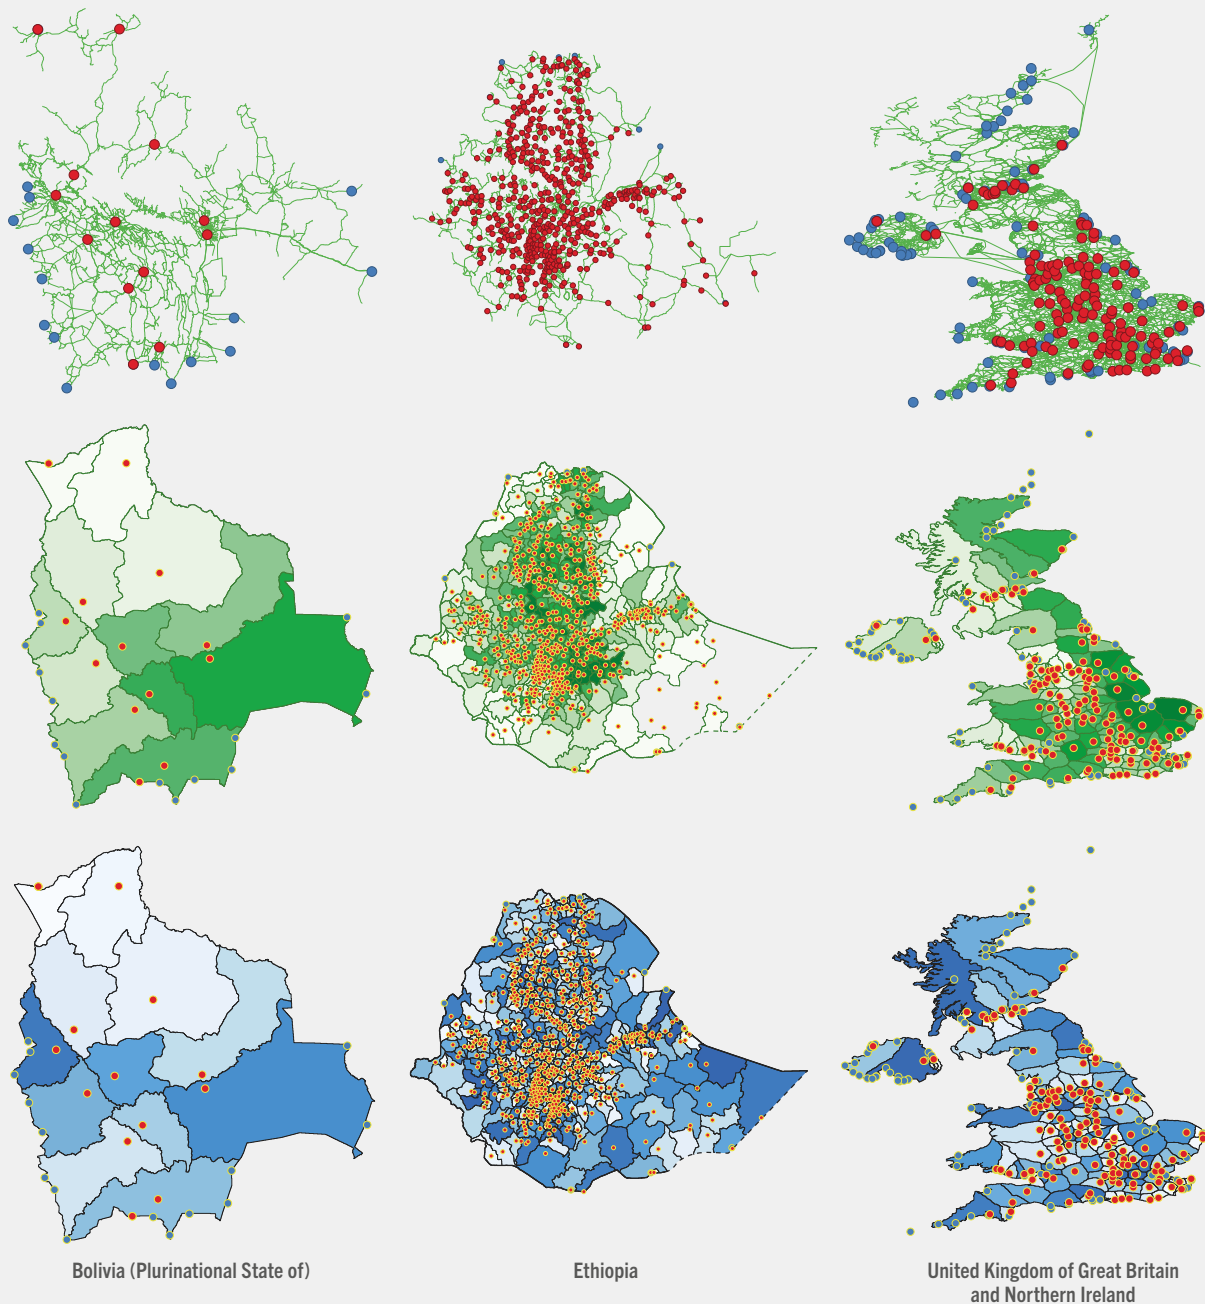 Bolivia (Plurinational State of)
Ethiopia
United Kingdom of Great Britain
and Northern Ireland